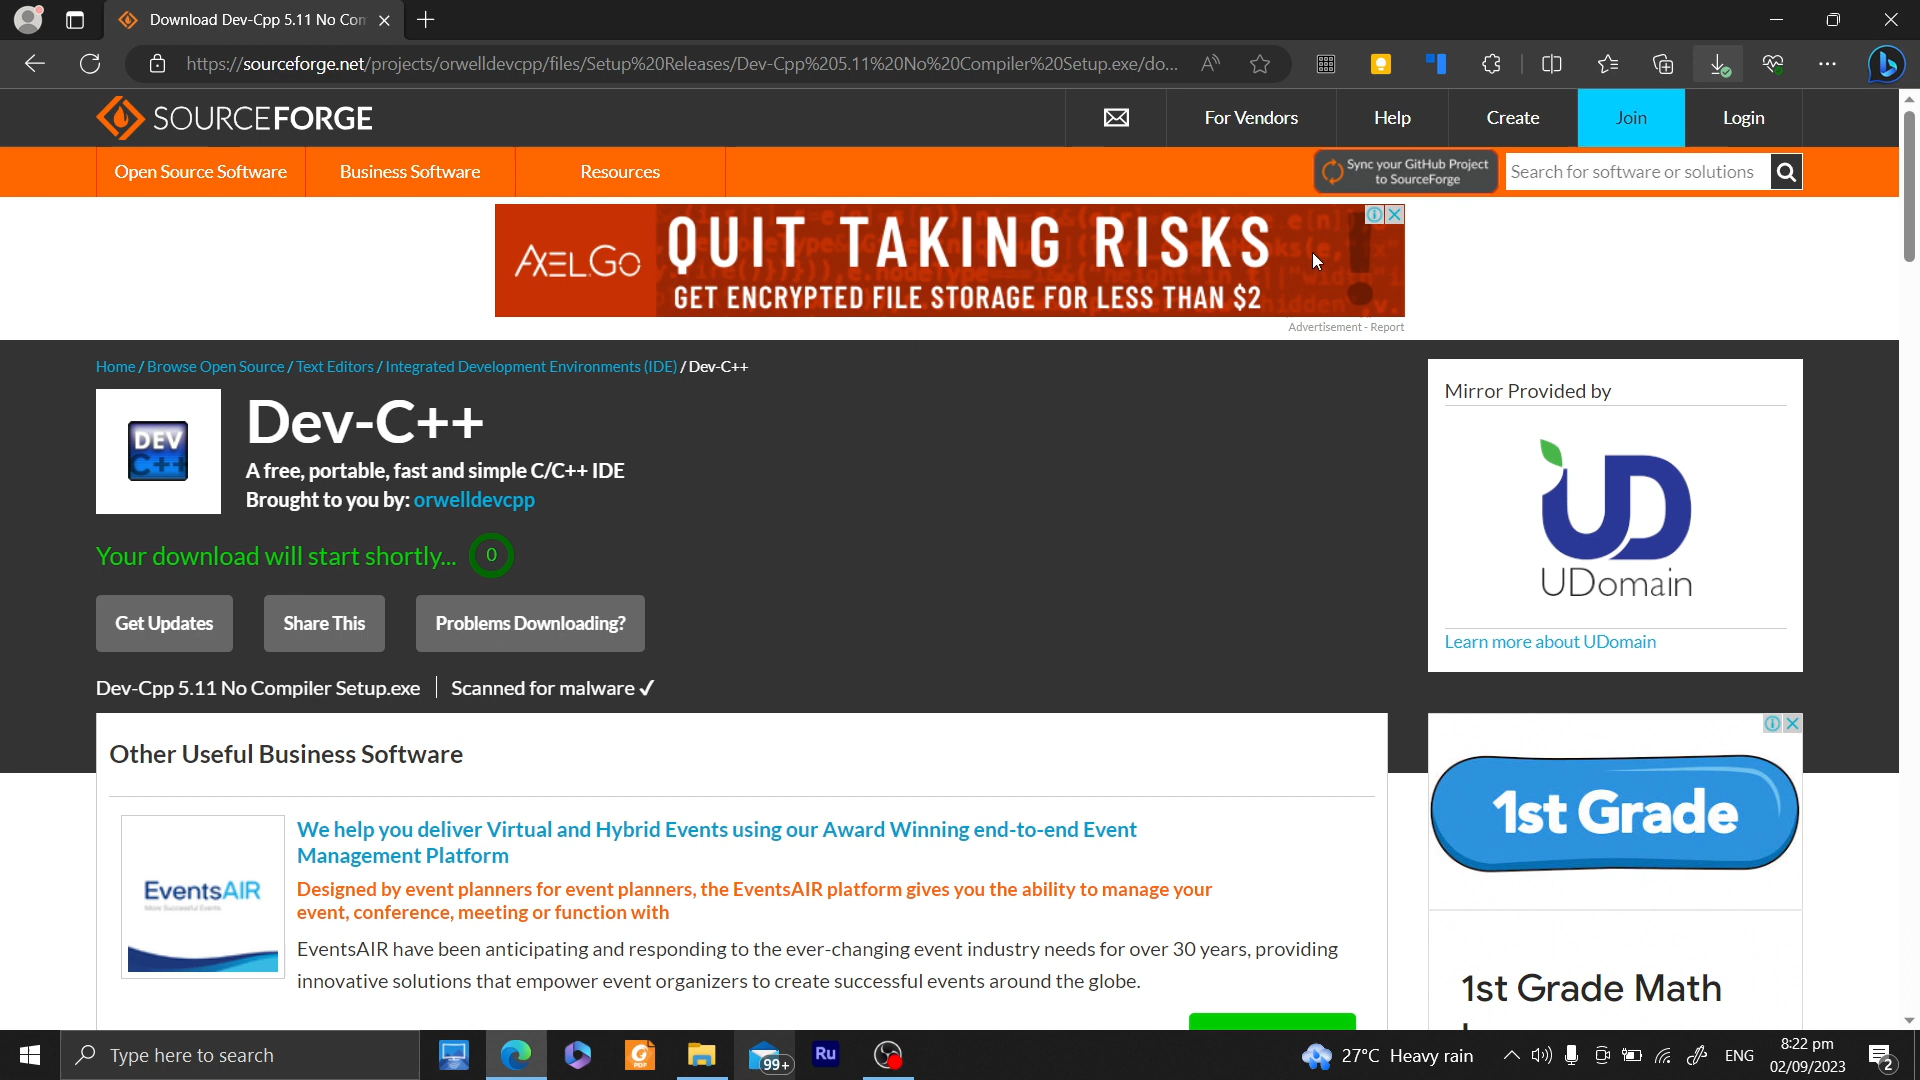 Download Dev-Cpp 5.11 No Com
https://sourceforge.net/projects/orwelldevcpp/files/Setup%20Releases/Dev-Cpp%205.11%20No%20Compiler%20Setup.exe/do...
SOURCEFORGE
For Vendors
Help
Create
Join
Login
Open Source Software
Business Software
Resources
Sync your GitHub Project
to SourceForge
Search for software or solutions
AXEL.GO
QUIT TAKING RISKS!
GET ENCRYPTED FILE STORAGE FOR LESS THAN $2
Advertisement - Report
Home / Browse Open Source / Text Editors / Integrated Development Environments (IDE) / Dev-C++
DEV
C++
Dev-C++
A free, portable, fast and simple C/C++ IDE
Brought to you by: orwelldevcpp
Your download will start shortly... 0
Get Updates
Share This
Problems Downloading?
Dev-Cpp 5.11 No Compiler Setup.exe | Scanned for malware ✓
Mirror Provided by
UD
UDomain
Learn more about UDomain
Other Useful Business Software
EventsAIR
We help you deliver Virtual and Hybrid Events using our Award Winning end-to-end Event
Management Platform
Designed by event planners for event planners, the EventsAIR platform gives you the ability to manage your
event, conference, meeting or function with
EventsAIR have been anticipating and responding to the ever-changing event industry needs for over 30 years, providing
innovative solutions that empower event organizers to create successful events around the globe.
1st Grade
1st Grade Math
Type here to search
99+
Ru
27°C Heavy rain
ENG
8:22 pm
02/09/2023
2